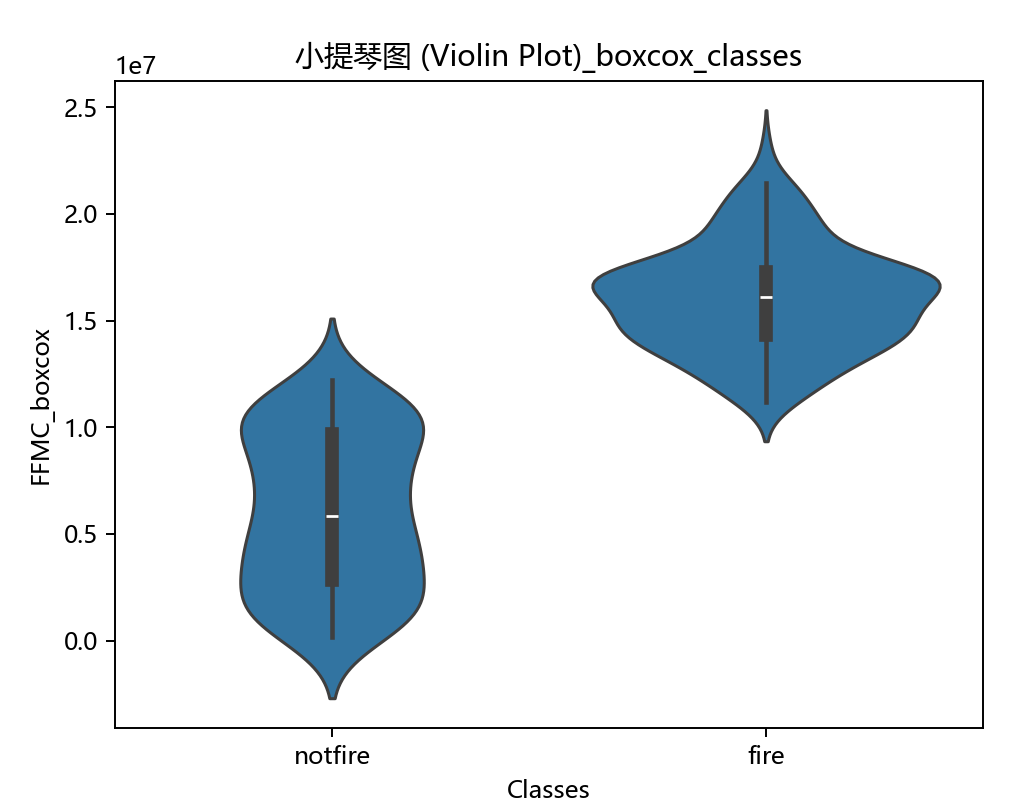 小提琴图 (Violin Plot)_boxcox_classes
1e7
2.5
2.0
1.5
1.0
0.5
0.0
FFMC_boxcox
notfire
fire
Classes